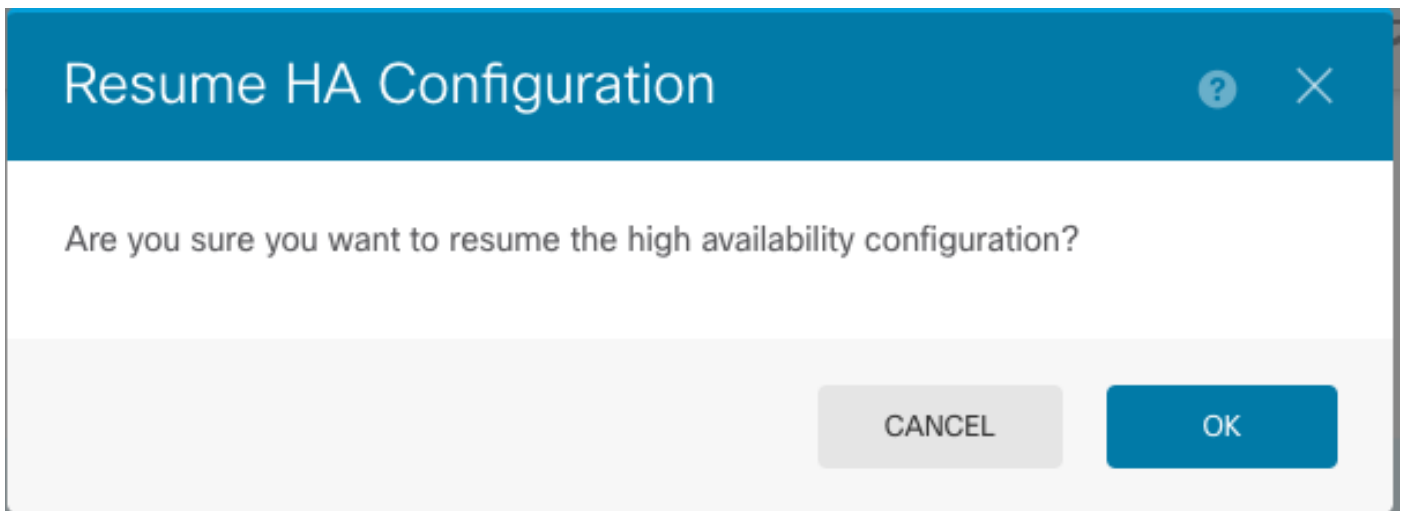 Resume HA Configuration
Are you sure you want to resume the high availability configuration?
CANCEL
OK